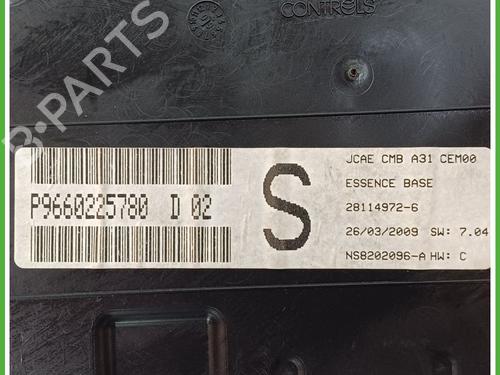 CONTROLS
B-PARTS
P9660225780 D 02
S
JCAE CMB A31 CEM00
ESSENCE BASE
28114972-6
26/03/2009 SW: 7.04
NS8202096-A HW: C